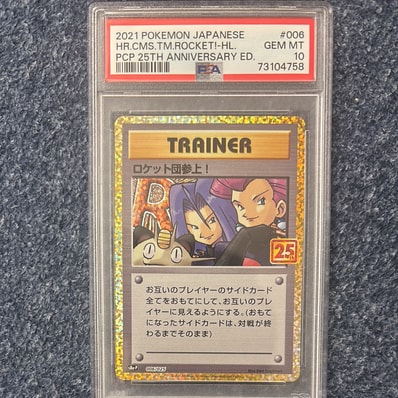 2021 POKEMON JAPANESE #006
HR.CMS.TM.ROCKET!-HL. GEM MT
PCP 25TH ANNIVERSARY ED. 10
PSA 73104758
TRAINER
ロケット団参上！
25
お互いのプレイヤーのサイドカード
全てをおもてにして、お互いのプレイ
ヤーに見えるようにする。（おもて
になったサイドカードは、対戦が終
わるまでそのまま。）
006/025